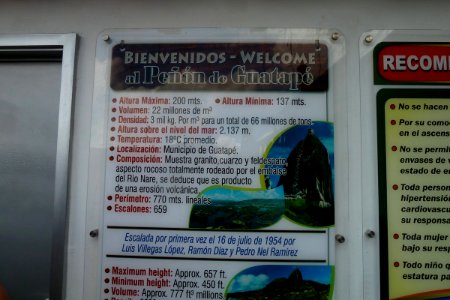 BIENVENIDOS - WELCOME
al Peñón de Guatapé
• Altura Máxima: 200 mts. • Altura Mínima: 137 mts.
• Volumen: 22 millones de m³
• Densidad: 3 mil kg. Por m³ para un total de 66 millones de tons.
• Altura sobre el nivel del mar: 2.137 m.
• Temperatura: 18°C promedio.
• Localización: Municipio de Guatapé.
• Composición: Muestra granito,cuarzo y feldespato,
aspecto rocoso totalmente rodeado por el embalse
del Río Nare, se deduce que es producto
de una erosión volcánica.
• Perímetro: 770 mts. lineales
• Escalones: 659
Escalada por primera vez el 16 de julio de 1954 por
Luis Villegas López, Ramón Díaz y Pedro Nel Ramírez
• Maximum height: Approx. 657 ft.
• Minimum height: Approx. 450 ft.
• Volume: Approx. 777 ft³ millions
RECOME
• No se hacen
• Por su como
en el ascens
• No se permite
envases de v
estado de e
• Toda person
hipertensión
cardiovascu
su responsa
• Toda mujer
bajo su resp
• Todo niño q
estatura pa